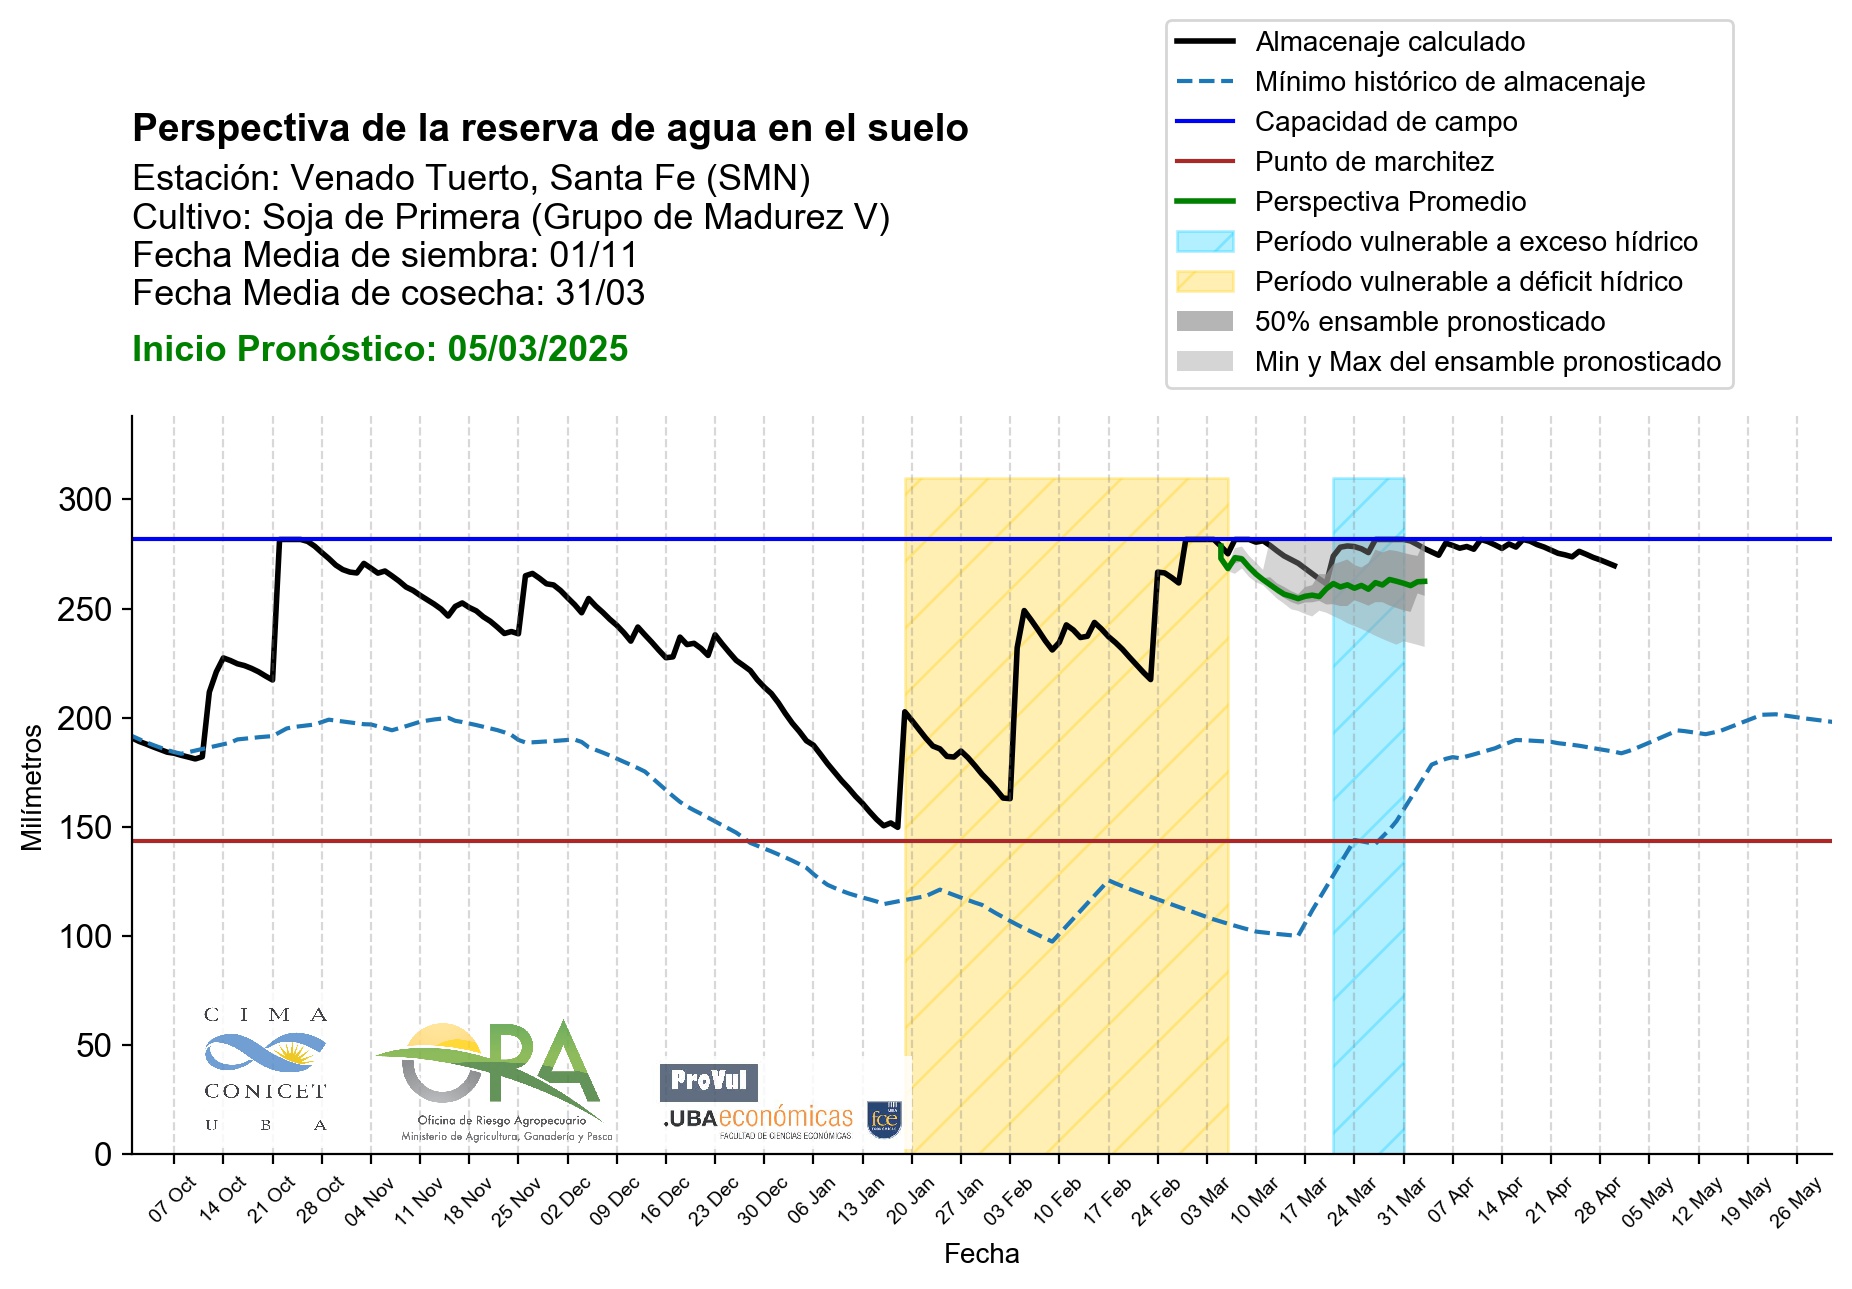 Almacenaje calculado
Mínimo histórico de almacenaje
Capacidad de campo
Punto de marchitez
Perspectiva Promedio
Período vulnerable a exceso hídrico
Período vulnerable a déficit hídrico
50% ensamble pronosticado
Min y Max del ensamble pronosticado
Perspectiva de la reserva de agua en el suelo
Estación: Venado Tuerto, Santa Fe (SMN)
Cultivo: Soja de Primera (Grupo de Madurez V)
Fecha Media de siembra: 01/11
Fecha Media de cosecha: 31/03
Inicio Pronóstico: 05/03/2025
Milímetros
300
250
200
150
100
50
0
C I M A
CONICET
U B A
ORA
Oficina de Riesgo Agropecuario
Ministerio de Agricultura, Ganadería y Pesca
ProVul
.UBAeconómicas
FACULTAD DE CIENCIAS ECONÓMICAS
fce
07 Oct
14 Oct
21 Oct
28 Oct
04 Nov
11 Nov
18 Nov
25 Nov
02 Dec
09 Dec
16 Dec
23 Dec
30 Dec
06 Jan
13 Jan
20 Jan
27 Jan
03 Feb
10 Feb
17 Feb
24 Feb
03 Mar
10 Mar
17 Mar
24 Mar
31 Mar
07 Apr
14 Apr
21 Apr
28 Apr
05 May
12 May
19 May
26 May
Fecha